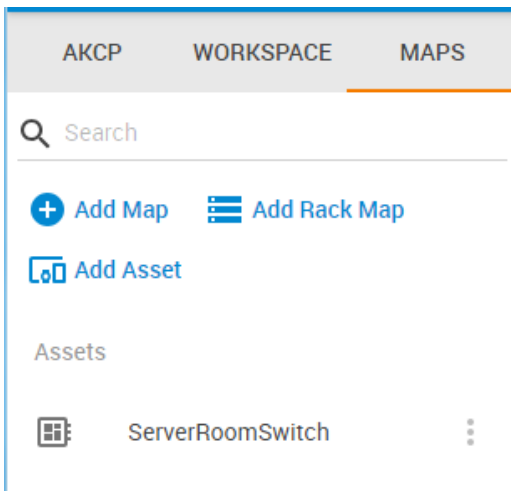 AKCP WORKSPACE MAPS
Search
Add Map Add Rack Map
Add Asset
Assets
ServerRoomSwitch